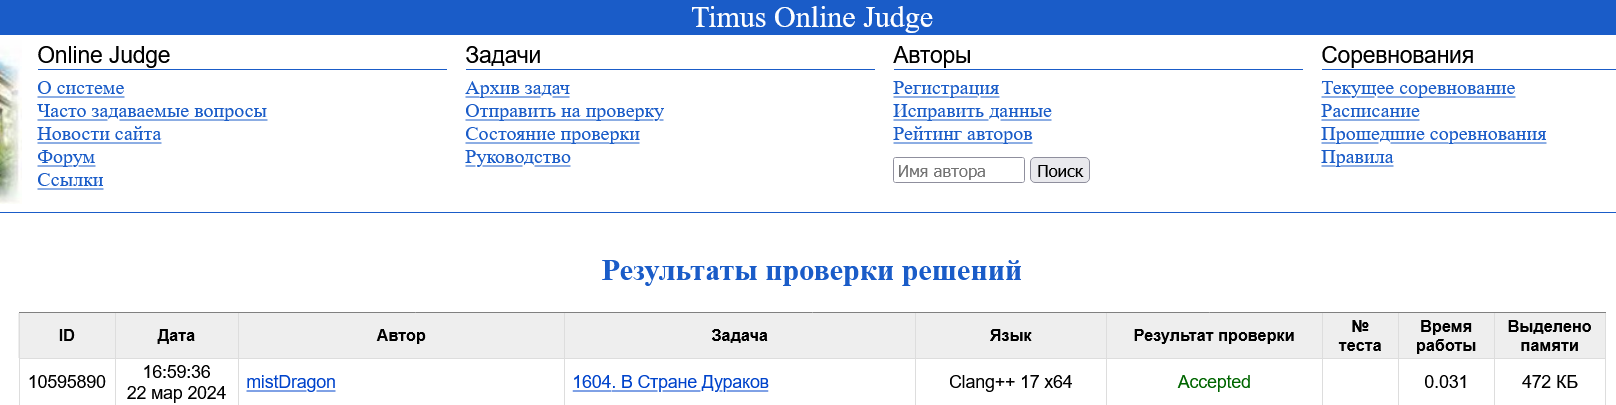 Timus Online Judge
Online Judge
О системе
Часто задаваемые вопросы
Новости сайта
Форум
Ссылки
Задачи
Архив задач
Отправить на проверку
Состояние проверки
Руководство
Авторы
Регистрация
Исправить данные
Рейтинг авторов
Имя автора Поиск
Соревнования
Текущее соревнование
Расписание
Прошедшие соревнования
Правила
Результаты проверки решений
ID Дата Автор Задача Язык Результат проверки № теста Время работы Выделено памяти
10595890 16:59:36 22 мар 2024 mistDragon 1604. В Стране Дураков Clang++ 17 x64 Accepted 0.031 472 КБ